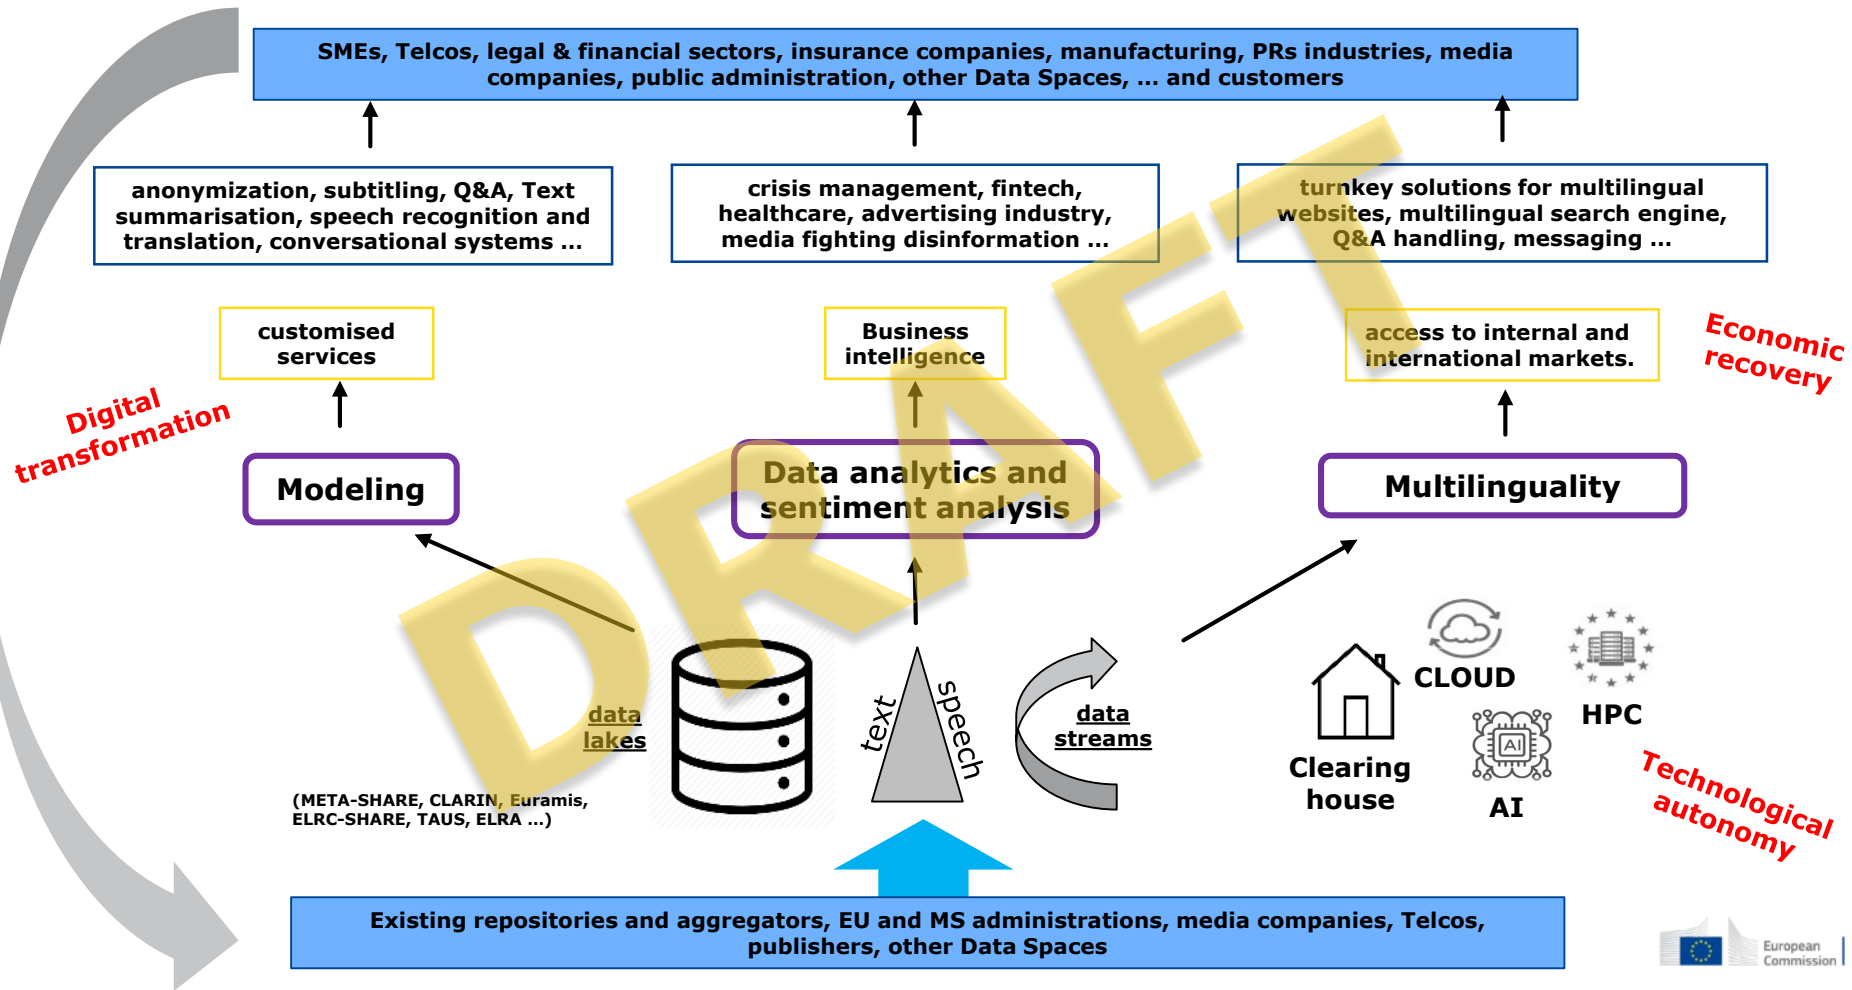 SMEs, Telcos, legal & financial sectors, insurance companies, manufacturing, PRs industries, media
companies, public administration, other Data Spaces, ... and customers
anonymization, subtitling, Q&A, Text
summarisation, speech recognition and
translation, conversational systems ...
crisis management, fintech,
healthcare, advertising industry,
media fighting disinformation ...
turnkey solutions for multilingual
websites, multilingual search engine,
Q&A handling, messaging ...
customised
services
Business
intelligence
access to internal and
international markets.
Economic
recovery
Digital
transformation
Modeling
Data analytics and
sentiment analysis
Multilinguality
DRAFT
data
lakes
text
speech
data
streams
Clearing
house
CLOUD
AI
AI
HPC
Technological
autonomy
(META-SHARE, CLARIN, Euramis,
ELRC-SHARE, TAUS, ELRA ...)
Existing repositories and aggregators, EU and MS administrations, media companies, Telcos,
publishers, other Data Spaces
European
Commission